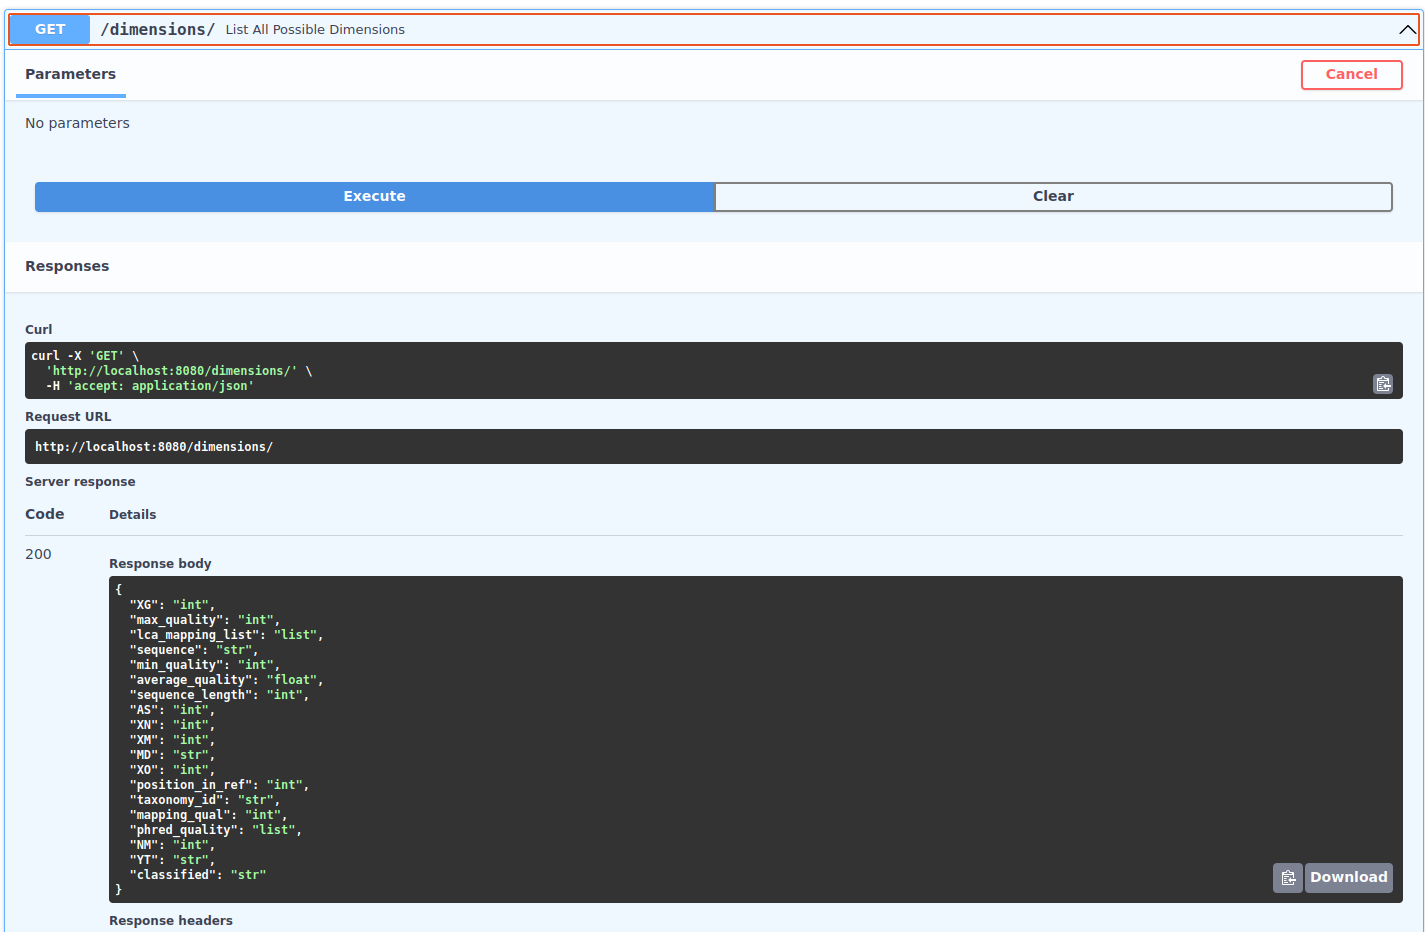 GET /dimensions/ List All Possible Dimensions
Parameters
Cancel
No parameters
Execute
Clear
Responses
Curl
curl -X 'GET' \
  'http://localhost:8080/dimensions/' \
  -H 'accept: application/json'
Request URL
http://localhost:8080/dimensions/
Server response
Code Details
200
Response body
{
  "XG": "int",
  "max_quality": "int",
  "lca_mapping_list": "list",
  "sequence": "str",
  "min_quality": "int",
  "average_quality": "float",
  "sequence_length": "int",
  "AS": "int",
  "XN": "int",
  "XM": "int",
  "MD": "str",
  "XO": "int",
  "position_in_ref": "int",
  "taxonomy_id": "str",
  "mapping_qual": "int",
  "phred_quality": "list",
  "NM": "int",
  "YT": "str",
  "classified": "str"
}
Download
Response headers